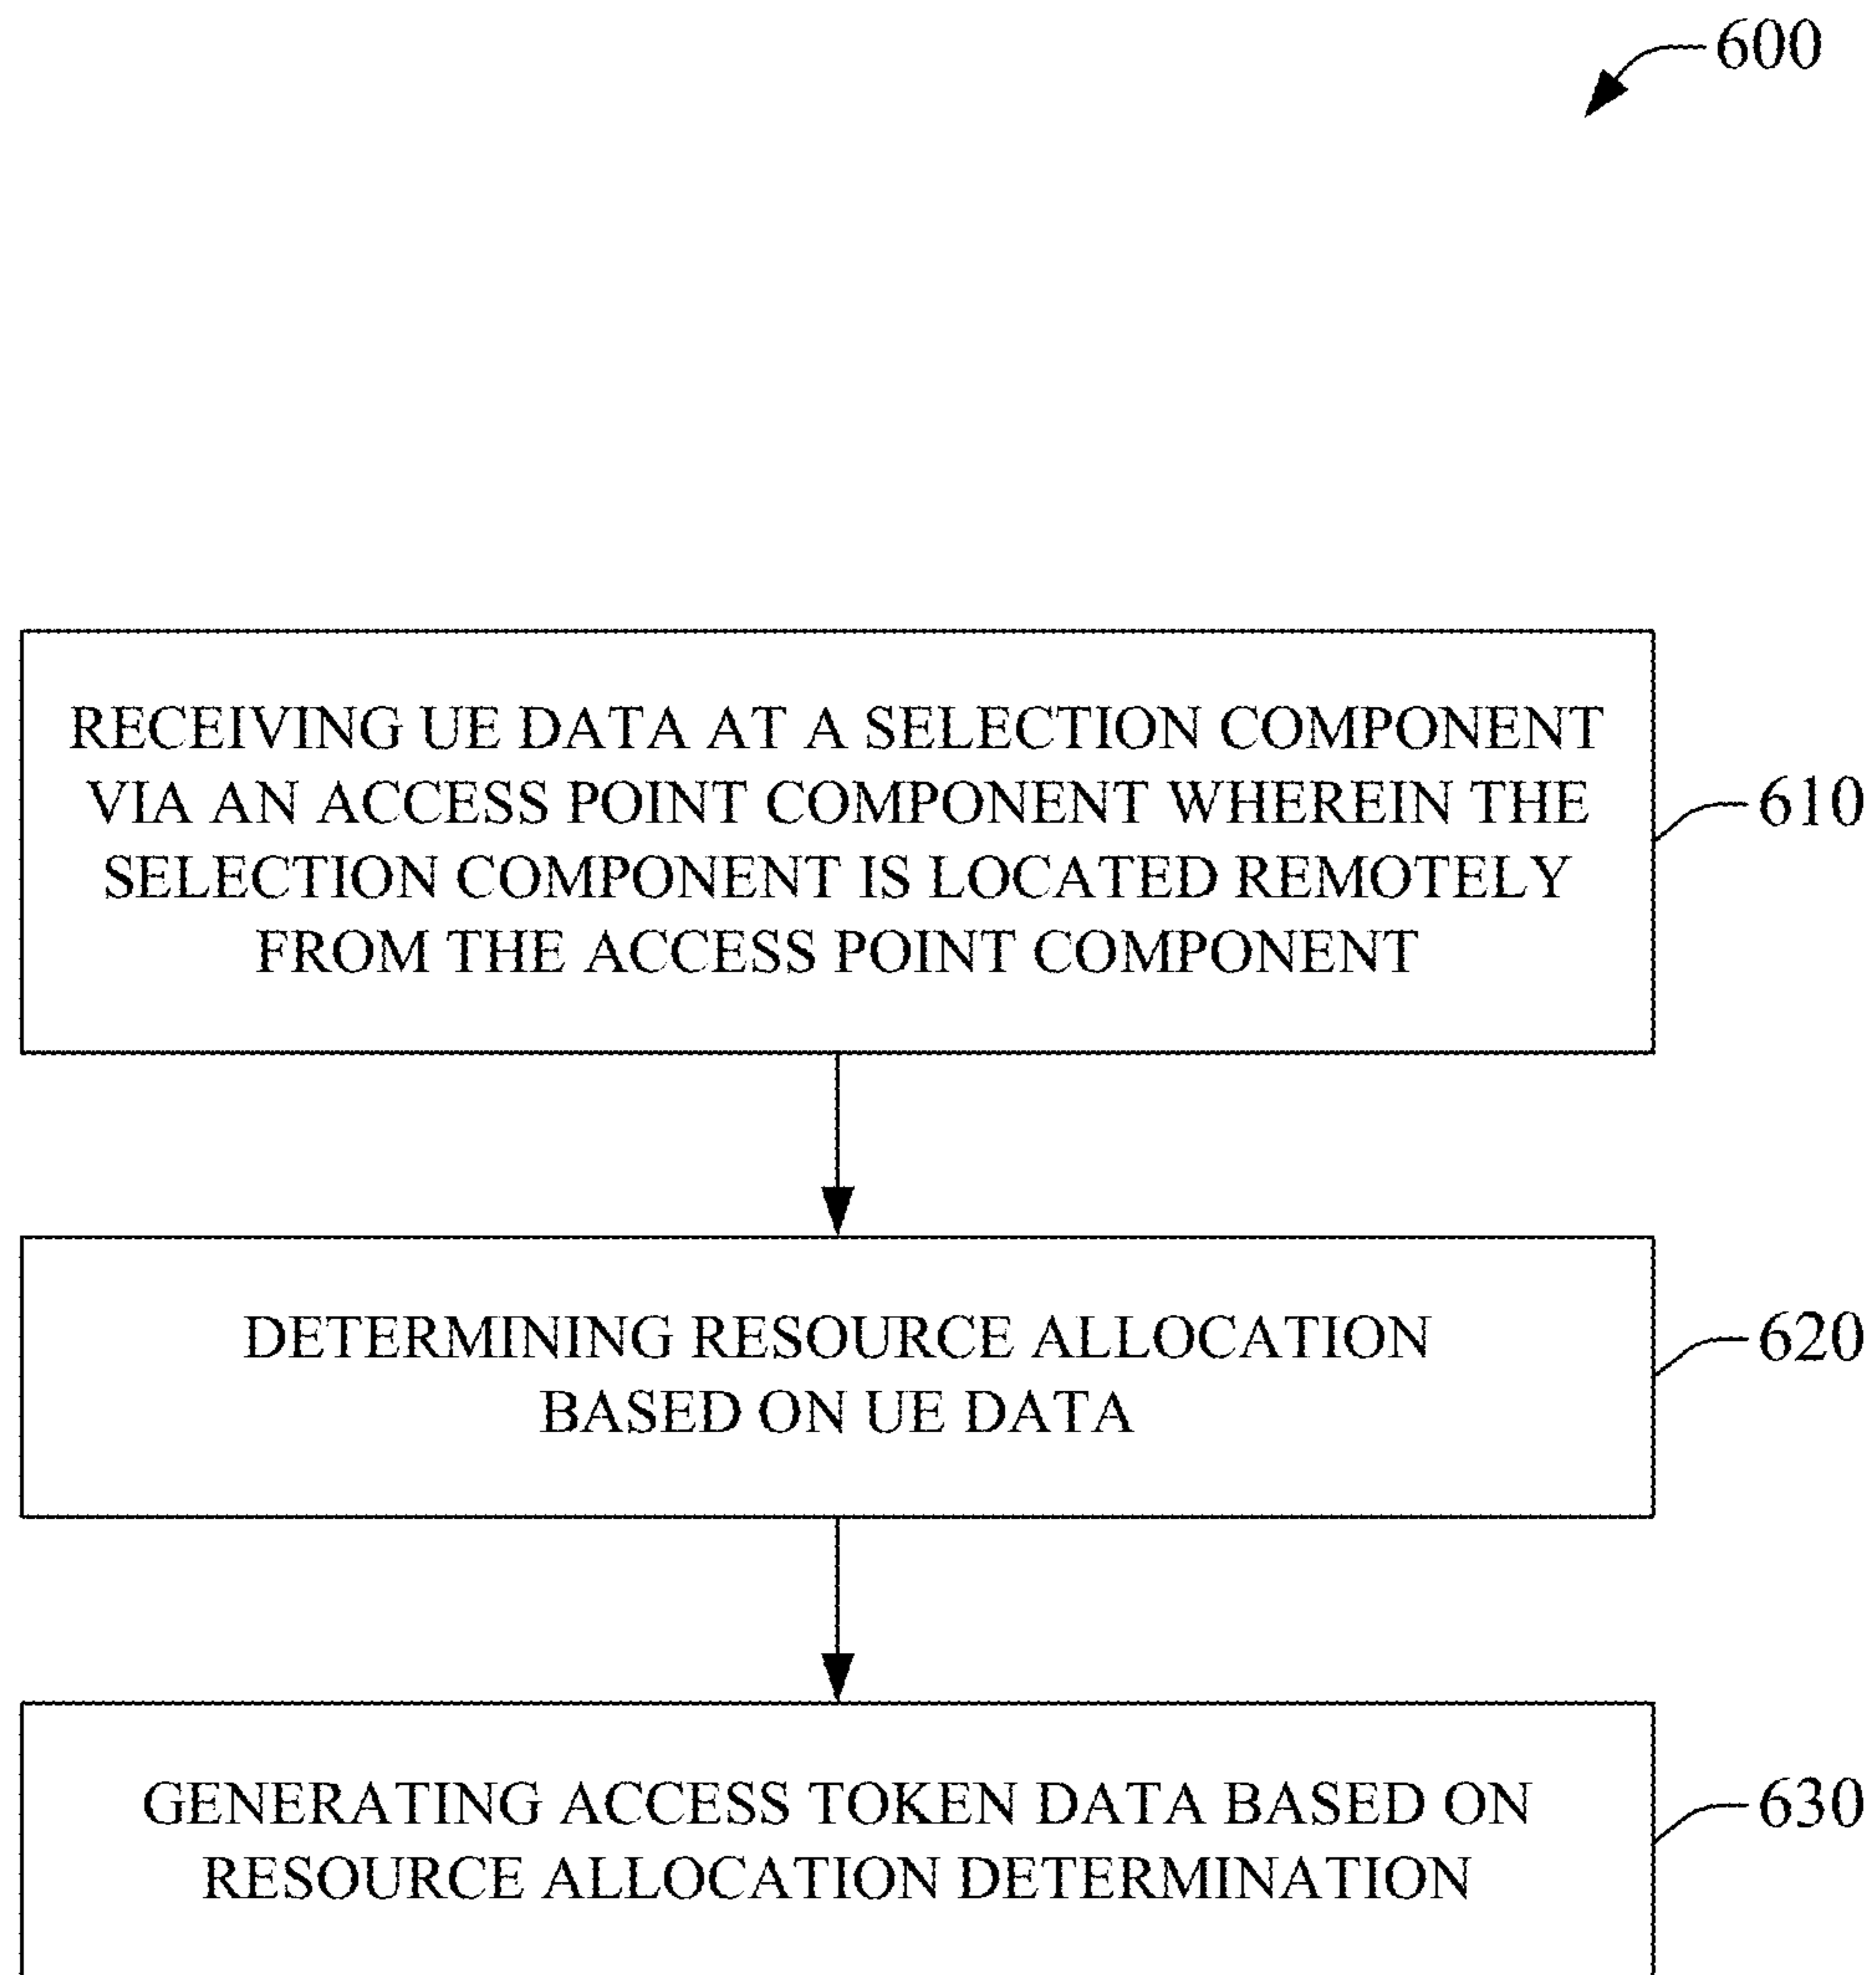 600
RECEIVING UE DATA AT A SELECTION COMPONENT
VIA AN ACCESS POINT COMPONENT WHEREIN THE
SELECTION COMPONENT IS LOCATED REMOTELY
FROM THE ACCESS POINT COMPONENT
610
DETERMINING RESOURCE ALLOCATION
BASED ON UE DATA
620
GENERATING ACCESS TOKEN DATA BASED ON
RESOURCE ALLOCATION DETERMINATION
630